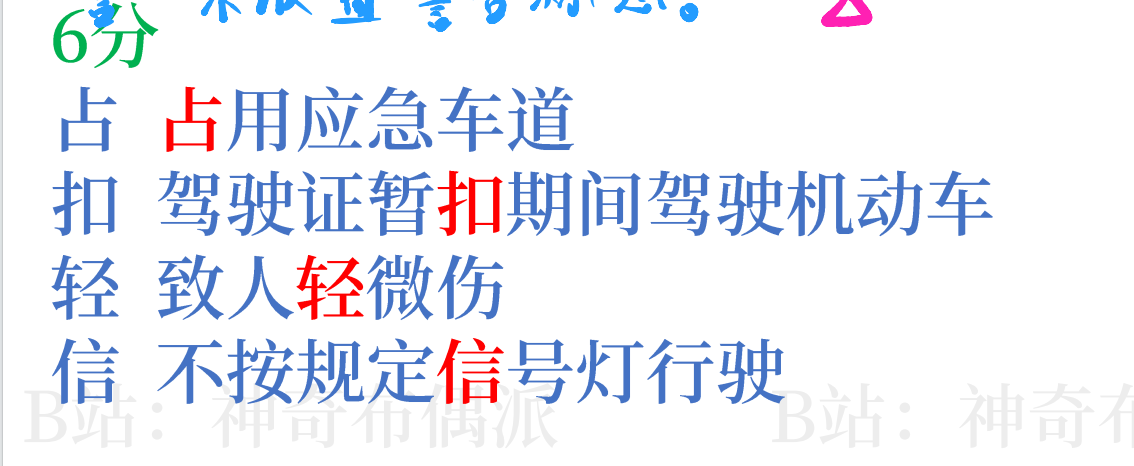 6分
占 占用应急车道
扣 驾驶证暂扣期间驾驶机动车
轻 致人轻微伤
信 不按规定信号灯行驶
B站：神奇布偶派 B站：神奇布